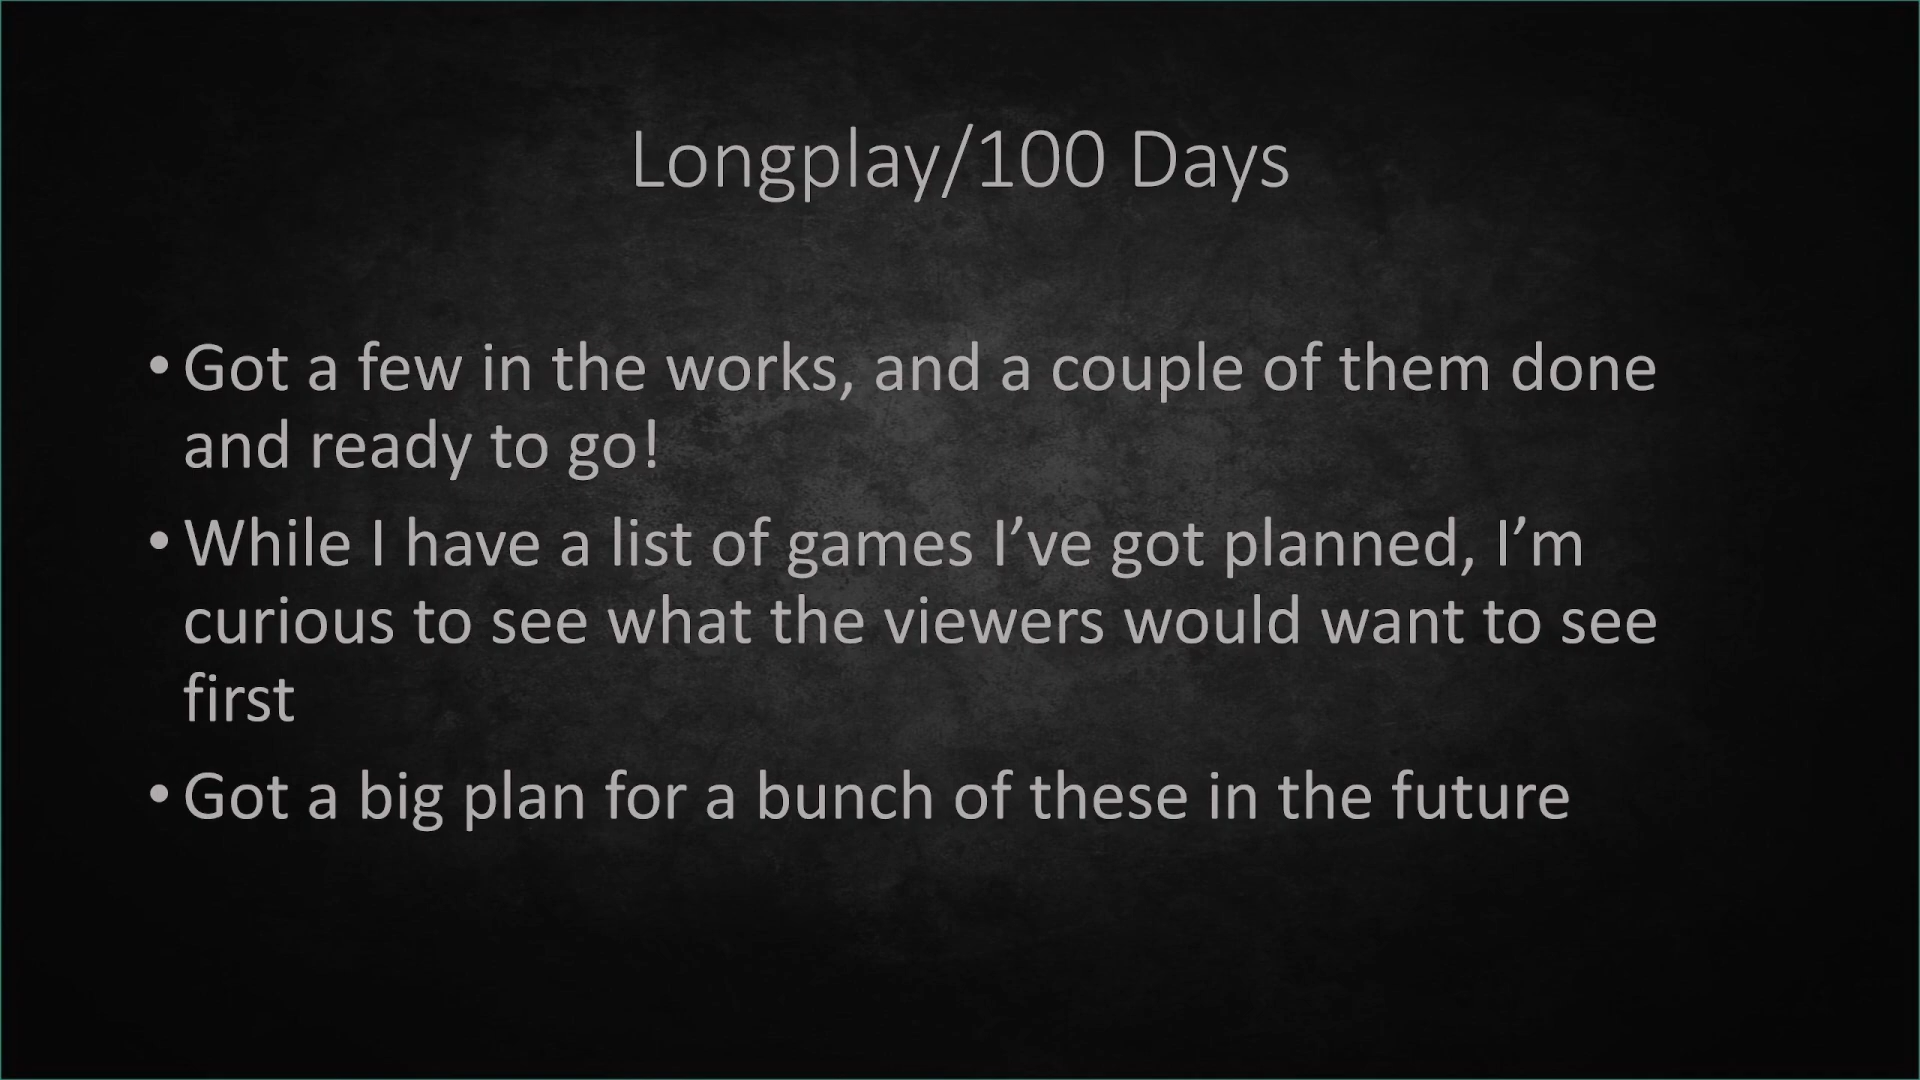 Longplay/100 Days
• Got a few in the works, and a couple of them done
and ready to go!
• While I have a list of games I’ve got planned, I’m
curious to see what the viewers would want to see
first
• Got a big plan for a bunch of these in the future